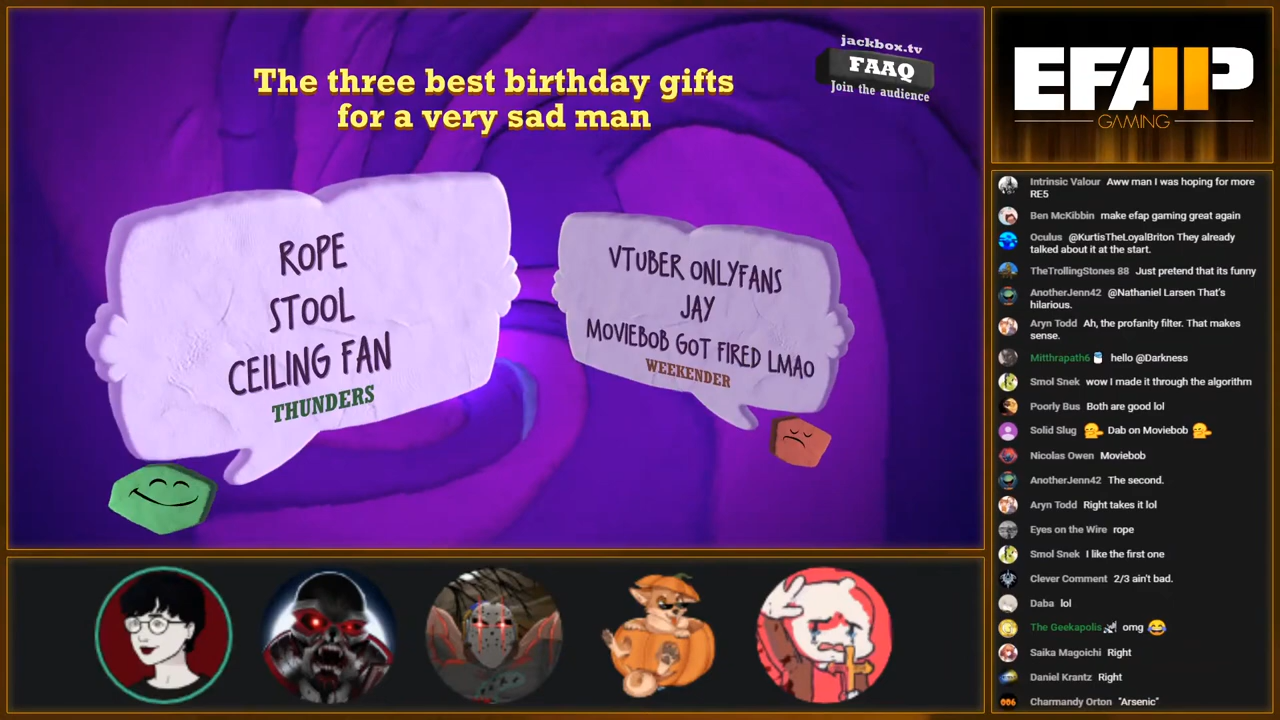 jackbox.tv
FAAQ
Join the audience
The three best birthday gifts
for a very sad man
ROPE
STOOL
CEILING FAN
THUNDERS
VTUBER ONLYFANS
JAY
MOVIEBOB GOT FIRED LMAO
WEEKENDER
EFAP
GAMING
Intrinsic Valour Aww man I was hoping for more
RE5
Ben McKibbin make efap gaming great again
Oculus @KurtisTheLoyalBriton They already
talked about it at the start.
TheTrollingStones 88 Just pretend that its funny
AnotherJenn42 @Nathaniel Larsen That's
hilarious.
Aryn Todd Ah, the profanity filter. That makes
sense.
Mitthrapath6 hello @Darkness
Smol Snek wow I made it through the algorithm
Poorly Bus Both are good lol
Solid Slug Dab on Moviebob
Nicolas Owen Moviebob
AnotherJenn42 The second.
Aryn Todd Right takes it lol
Eyes on the Wire rope
Smol Snek I like the first one
Clever Comment 2/3 ain't bad.
Daba lol
The Geekapolis omg 😂
Saika Magoichi Right
Daniel Krantz Right
Charmandy Orton "Arsenic"